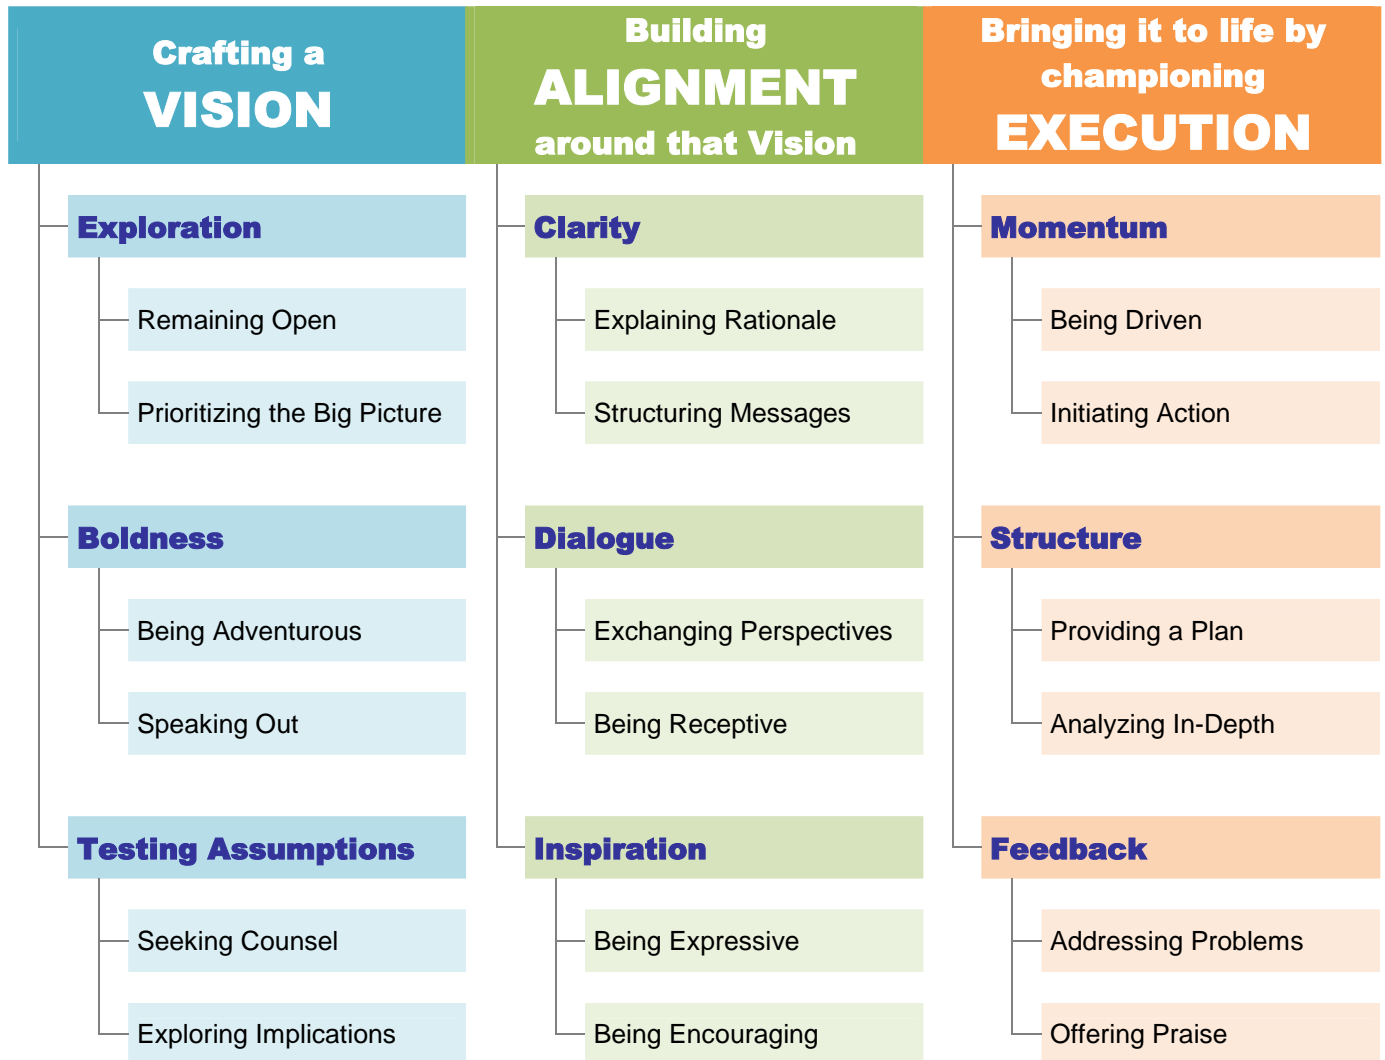 Crafting a
VISION
Exploration
Remaining Open
Prioritizing the Big Picture
Boldness
Being Adventurous
Speaking Out
Testing Assumptions
Seeking Counsel
Exploring Implications
Building
ALIGNMENT
around that Vision
Clarity
Explaining Rationale
Structuring Messages
Dialogue
Exchanging Perspectives
Being Receptive
Inspiration
Being Expressive
Being Encouraging
Bringing it to life by
championing
EXECUTION
Momentum
Being Driven
Initiating Action
Structure
Providing a Plan
Analyzing In-Depth
Feedback
Addressing Problems
Offering Praise